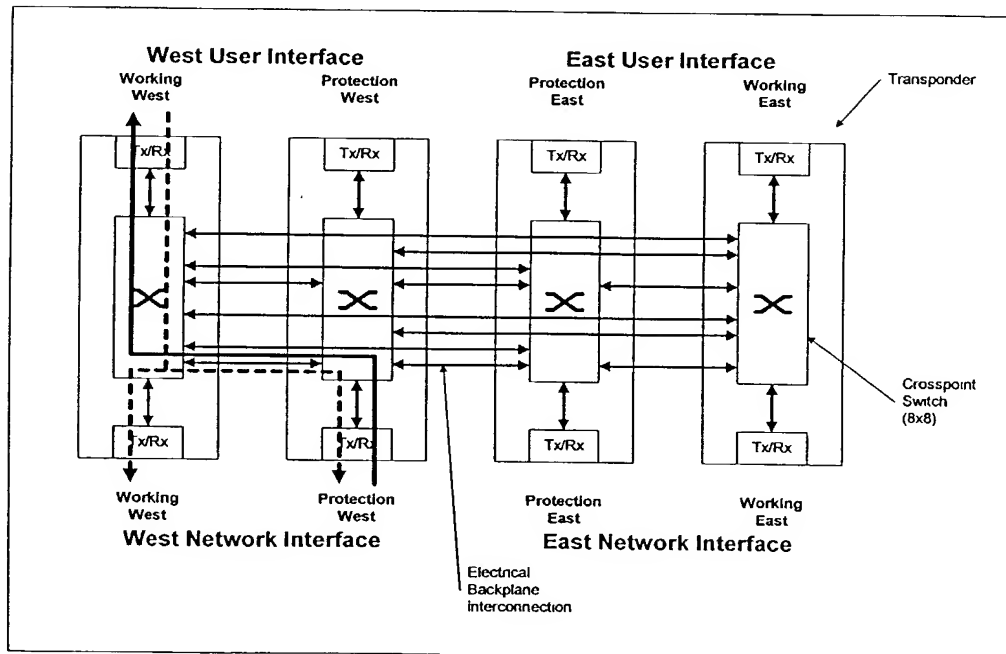 West User Interface
East User Interface
Working
West
Protection
West
Protection
East
Working
East
Transponder
Tx/Rx
Tx/Rx
Tx/Rx
Tx/Rx
Crosspoint
Switch
(8x8)
Tx/Rx
Tx/Rx
Tx/Rx
Tx/Rx
Working
West
Protection
West
Protection
East
Working
East
West Network Interface
East Network Interface
Electrical
Backplane
interconnection